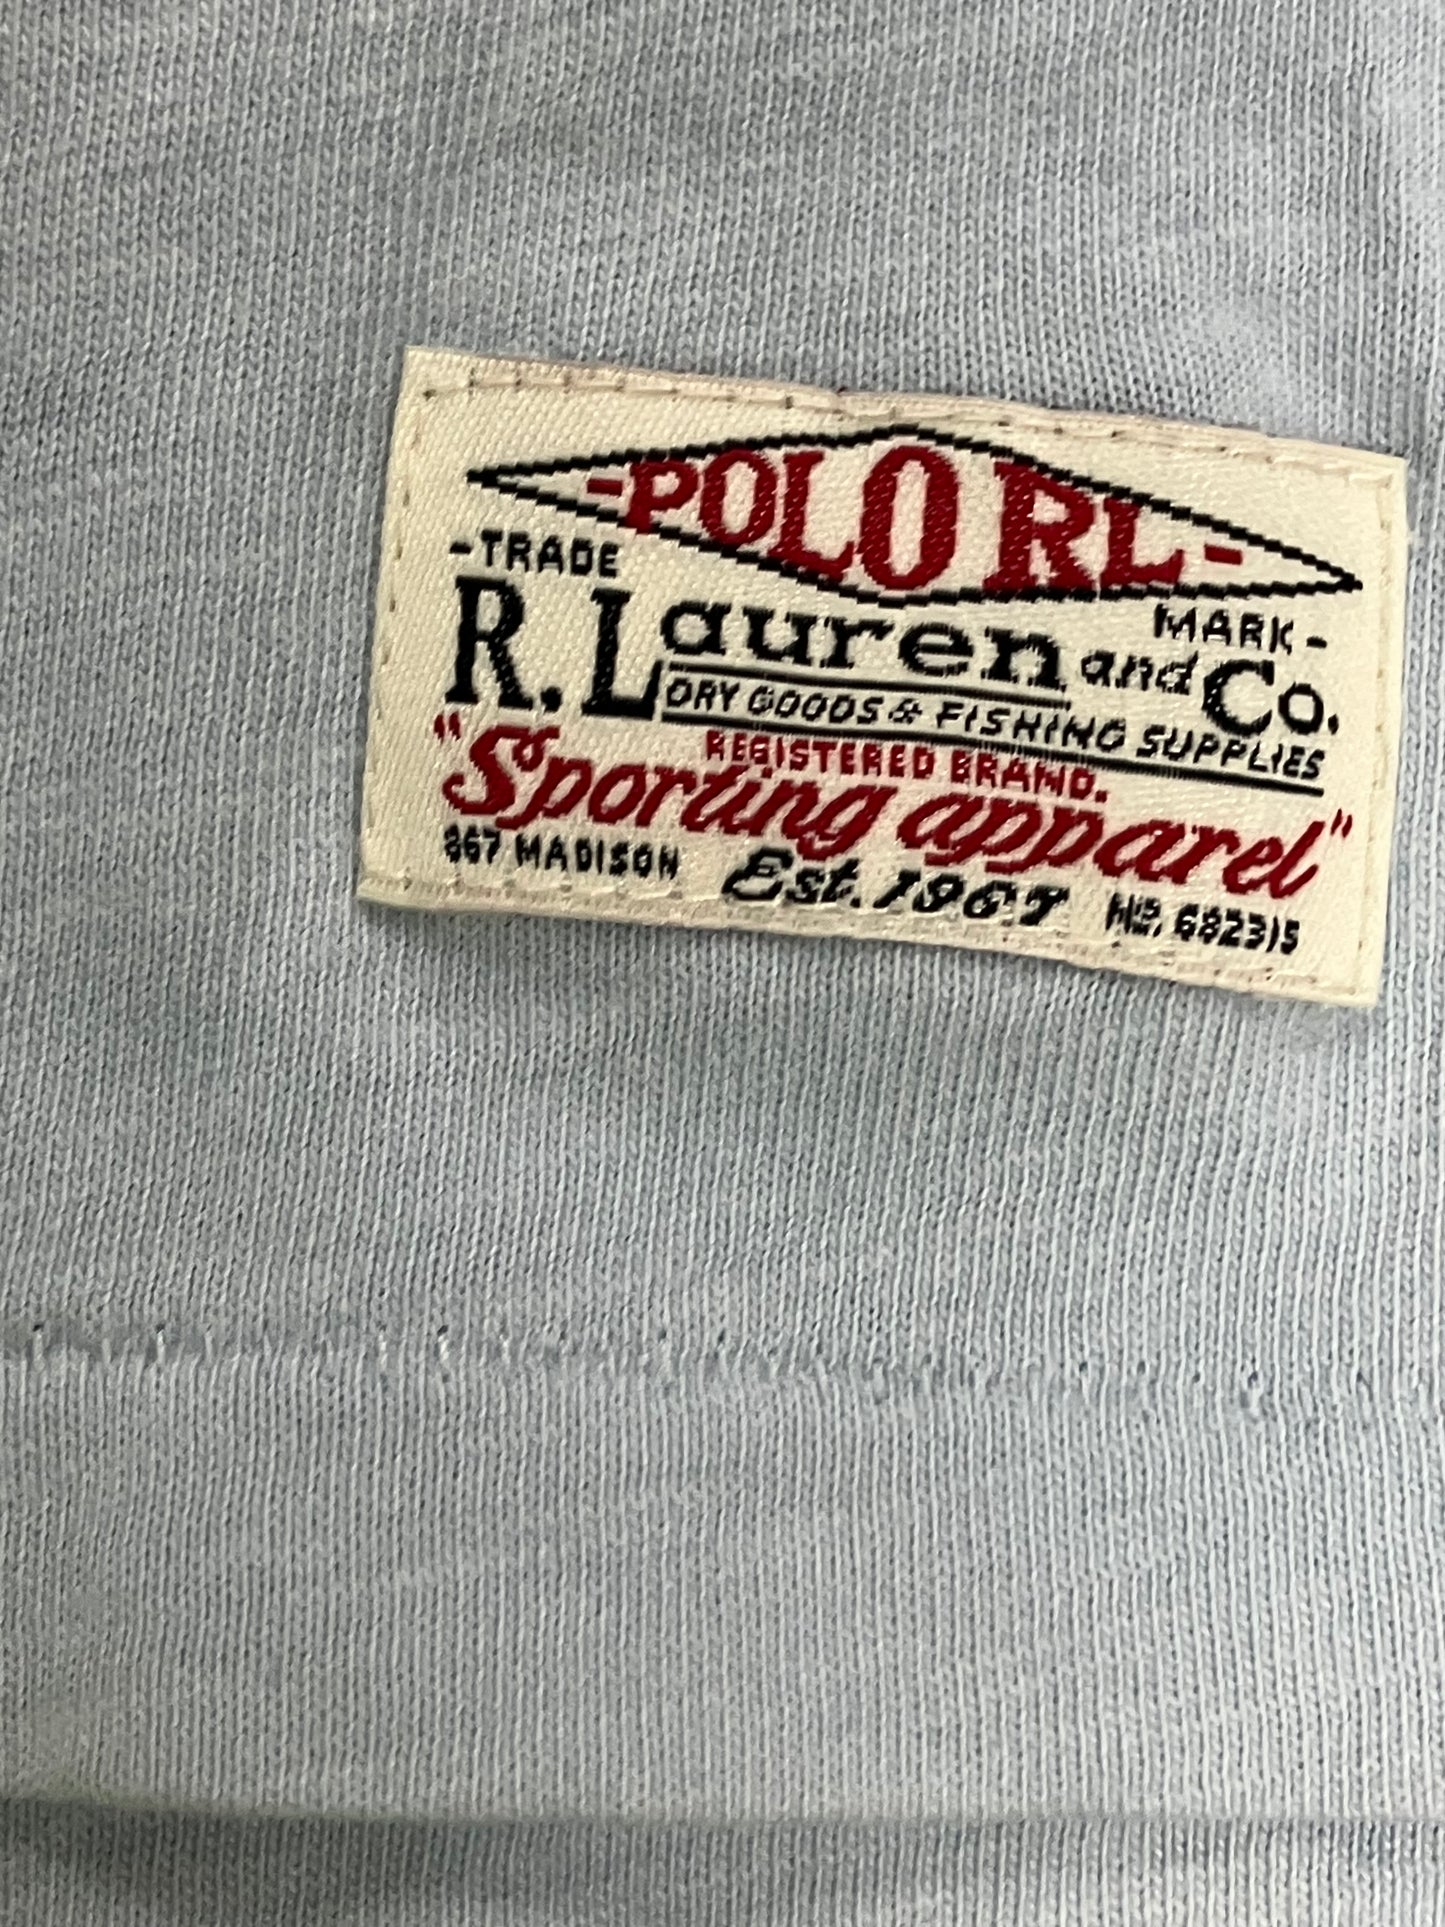 -POLO RL-
-TRADE MARK-
R. Lauren and Co.
DRY GOODS & FISHING SUPPLIES
REGISTERED BRAND.
"Sporting apparel"
867 MADISON Est. 1967 No. 682315